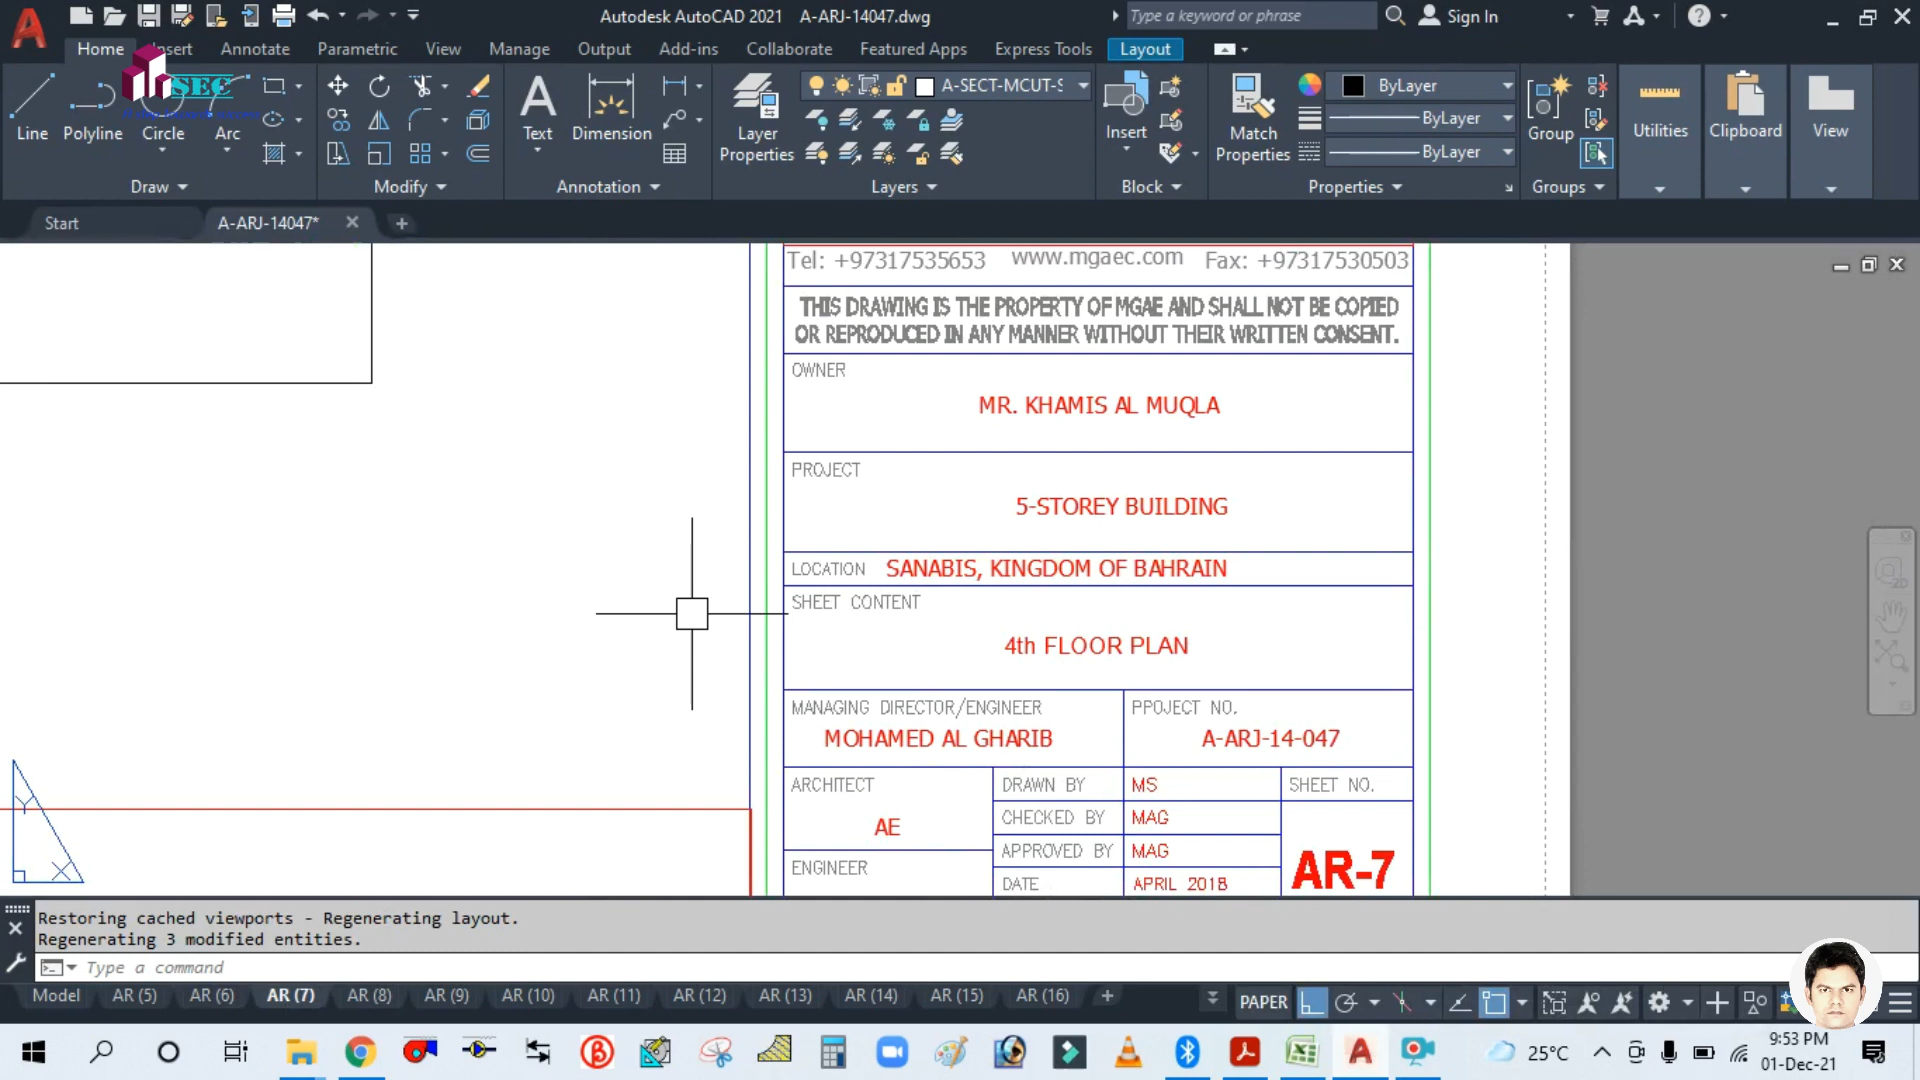 Autodesk AutoCAD 2021 A-ARJ-14047.dwg
Type a keyword or phrase
Sign In
Home Insert Annotate Parametric View Manage Output Add-ins Collaborate Featured Apps Express Tools Layout
SEC
A-SECT-MCUT-S
ByLayer
ByLayer
ByLayer
Line Polyline Circle Arc
Text Dimension
Layer Properties
Insert
Match Properties
Group
Utilities Clipboard View
Draw Modify Annotation Layers Block Properties Groups
Start A-ARJ-14047*
Tel: +97317535653 www.mgaec.com Fax: +97317530503
THIS DRAWING IS THE PROPERTY OF MGAE AND SHALL NOT BE COPIED
OR REPRODUCED IN ANY MANNER WITHOUT THEIR WRITTEN CONSENT.
OWNER
MR. KHAMIS AL MUQLA
PROJECT
5-STOREY BUILDING
LOCATION SANABIS, KINGDOM OF BAHRAIN
SHEET CONTENT
4th FLOOR PLAN
MANAGING DIRECTOR/ENGINEER
MOHAMED AL GHARIB
PPOJECT NO.
A-ARJ-14-047
ARCHITECT
AE
ENGINEER
DRAWN BY MS
CHECKED BY MAG
APPROVED BY MAG
DATE APRIL 2018
SHEET NO.
AR-7
Y
X
2D
Restoring cached viewports - Regenerating layout.
Regenerating 3 modified entities.
Type a command
Model AR (5) AR (6) AR (7) AR (8) AR (9) AR (10) AR (11) AR (12) AR (13) AR (14) AR (15) AR (16)
PAPER
25°C
9:53 PM
01-Dec-21